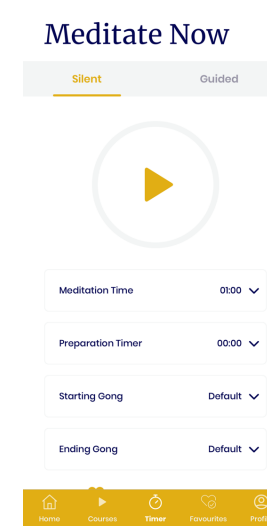 Meditate Now
Silent Guided
Meditation Time 01:00
Preparation Timer 00:00
Starting Gong Default
Ending Gong Default
Home Courses Timer Favourites Profi